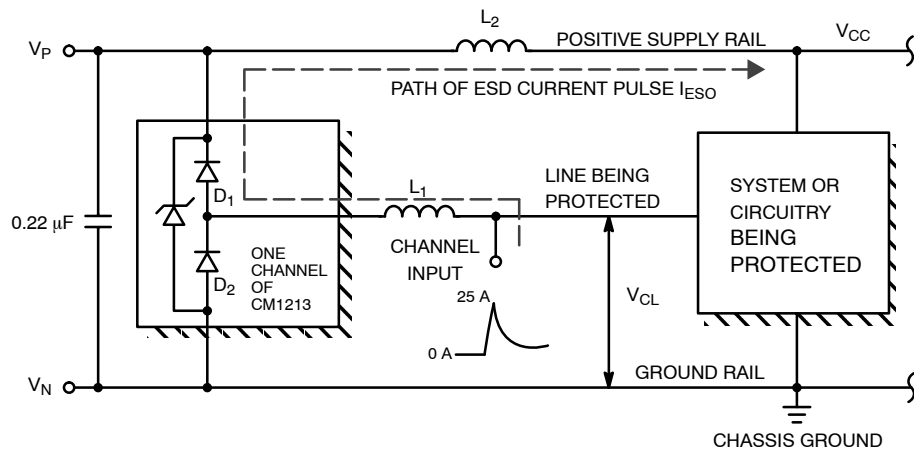 L2
VP
POSITIVE SUPPLY RAIL
VCC
PATH OF ESD CURRENT PULSE IESO
D1
L1
LINE BEING
PROTECTED
SYSTEM OR
CIRCUITRY
BEING
PROTECTED
0.22 μF
ONE
CHANNEL
OF
CM1213
D2
CHANNEL
INPUT
25 A
0 A
VCL
VN
GROUND RAIL
CHASSIS GROUND